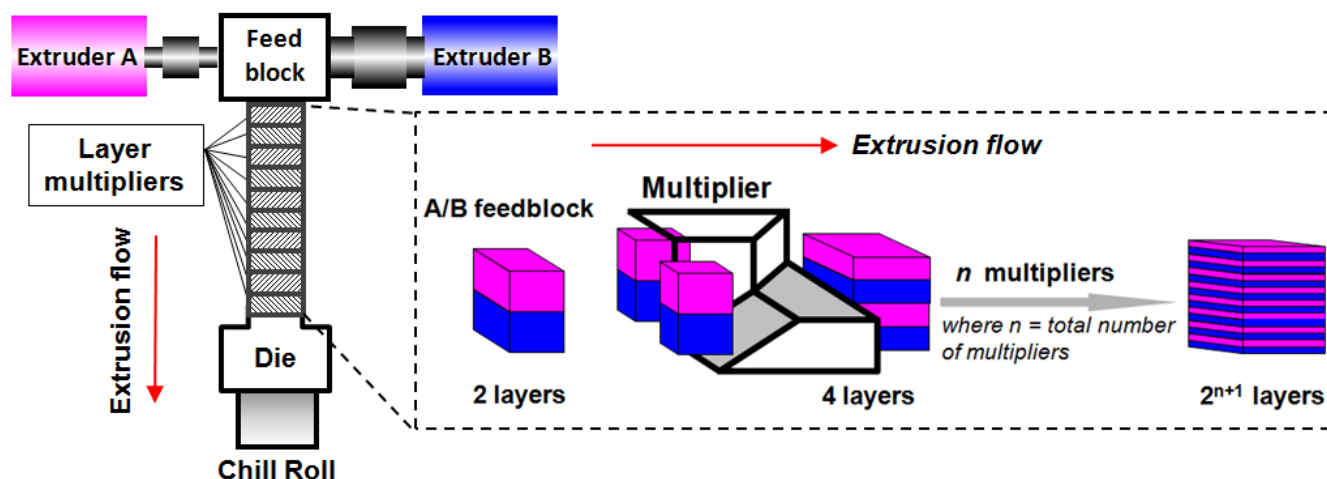 Extruder A
Feed
block
Extruder B
Layer
multipliers
Extrusion flow
Die
Chill Roll
Extrusion flow
A/B feedblock
Multiplier
n multipliers
where n = total number
of multipliers
2 layers
4 layers
2ⁿ⁺¹ layers